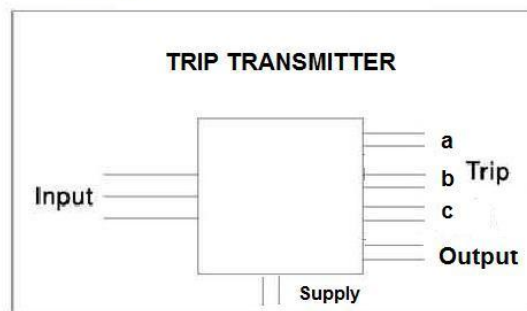 TRIP TRANSMITTER
a
Trip
b
Input
c
Output
Supply